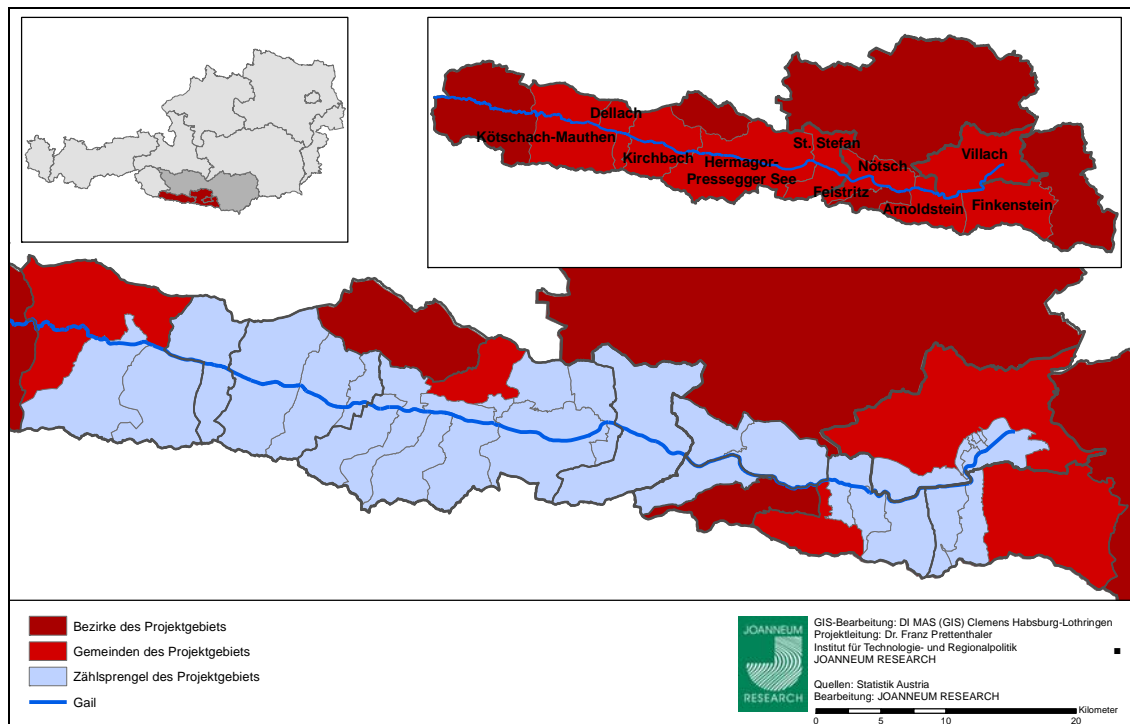 Dellach
Kötschach-Mauthen
Kirchbach
Hermagor-
Pressegger See
St. Stefan
Nötsch
Villach
Feistritz
Arnoldstein
Finkenstein
Bezirke des Projektgebiets
Gemeinden des Projektgebiets
Zählsprengel des Projektgebiets
Gail
JOANNEUM
RESEARCH
GIS-Bearbeitung: DI MAS (GIS) Clemens Habsburg-Lothringen
Projektleitung: Dr. Franz Prettenthaler
Institut für Technologie- und Regionalpolitik
JOANNEUM RESEARCH
Quellen: Statistik Austria
Bearbeitung: JOANNEUM RESEARCH
Kilometer
0 5 10 20